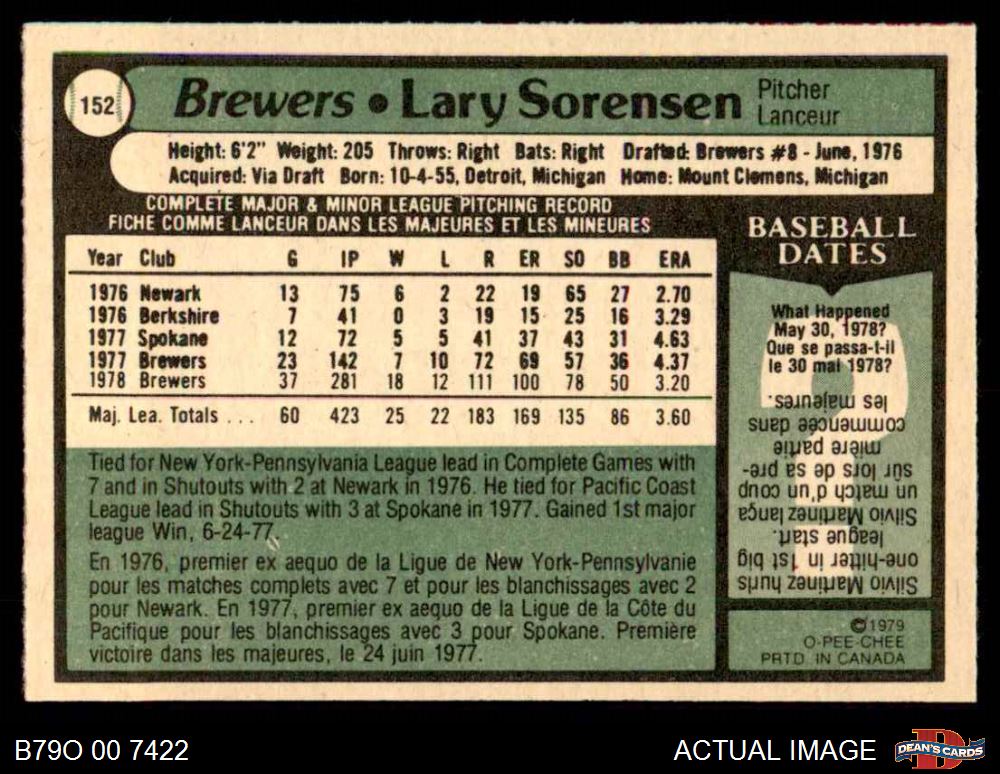 152
Brewers • Lary Sorensen
Pitcher
Lanceur
Height: 6'2" Weight: 205 Throws: Right Bats: Right Drafted: Brewers #8 - June, 1976
Acquired: Via Draft Born: 10-4-55, Detroit, Michigan Home: Mount Clemens, Michigan
COMPLETE MAJOR & MINOR LEAGUE PITCHING RECORD
FICHE COMME LANCEUR DANS LES MAJEURES ET LES MINEURES
Year Club G IP W L R ER SO BB ERA
1976 Newark 13 75 6 2 22 19 65 27 2.70
1976 Berkshire 7 41 0 3 19 15 25 16 3.29
1977 Spokane 12 72 5 5 41 37 43 31 4.63
1977 Brewers 23 142 7 10 72 69 57 36 4.37
1978 Brewers 37 281 18 12 111 100 78 50 3.20
Maj. Lea. Totals . . . 60 423 25 22 183 169 135 86 3.60
Tied for New York-Pennsylvania League lead in Complete Games with
7 and in Shutouts with 2 at Newark in 1976. He tied for Pacific Coast
League lead in Shutouts with 3 at Spokane in 1977. Gained 1st major
league Win, 6-24-77.
En 1976, premier ex aequo de la Ligue de New York-Pennsylvanie
pour les matches complets avec 7 et pour les blanchissages avec 2
pour Newark. En 1977, premier ex aequo de la Ligue de la Côte du
Pacifique pour les blanchissages avec 3 pour Spokane. Première
victoire dans les majeures, le 24 juin 1977.
BASEBALL
DATES
What Happened
May 30, 1978?
Que se passa-t-il
le 30 mai 1978?
Silvio Martinez hurls
one-hitter in 1st big
league start.
Silvio Martinez lança
un match d'un coup
sûr lors de sa pre-
mière partie
commencée dans
les majeures.
©1979
O-PEE-CHEE
PRTD. IN CANADA
B79O 00 7422
ACTUAL IMAGE
D
DEAN'S CARDS